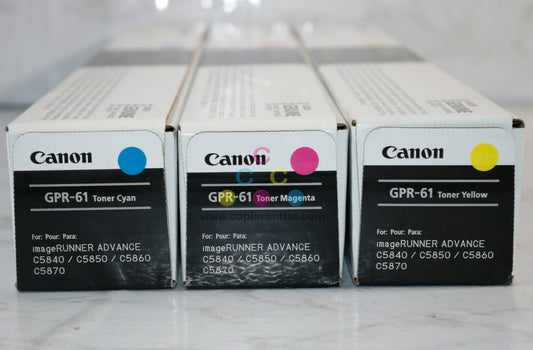 Canon
GPR-61 Toner Cyan
For: Pour: Para:
imageRUNNER ADVANCE
C5840 / C5850 / C5860
C5870
Canon
GPR-61 Toner Magenta
www.copieroutlet.com
For: Pour: Para:
imageRUNNER ADVANCE
C5840 / C5850 / C5860
C5870
Canon
GPR-61 Toner Yellow
For: Pour: Para:
imageRUNNER ADVANCE
C5840 / C5850 / C5860
C5870
C
C C
C C C